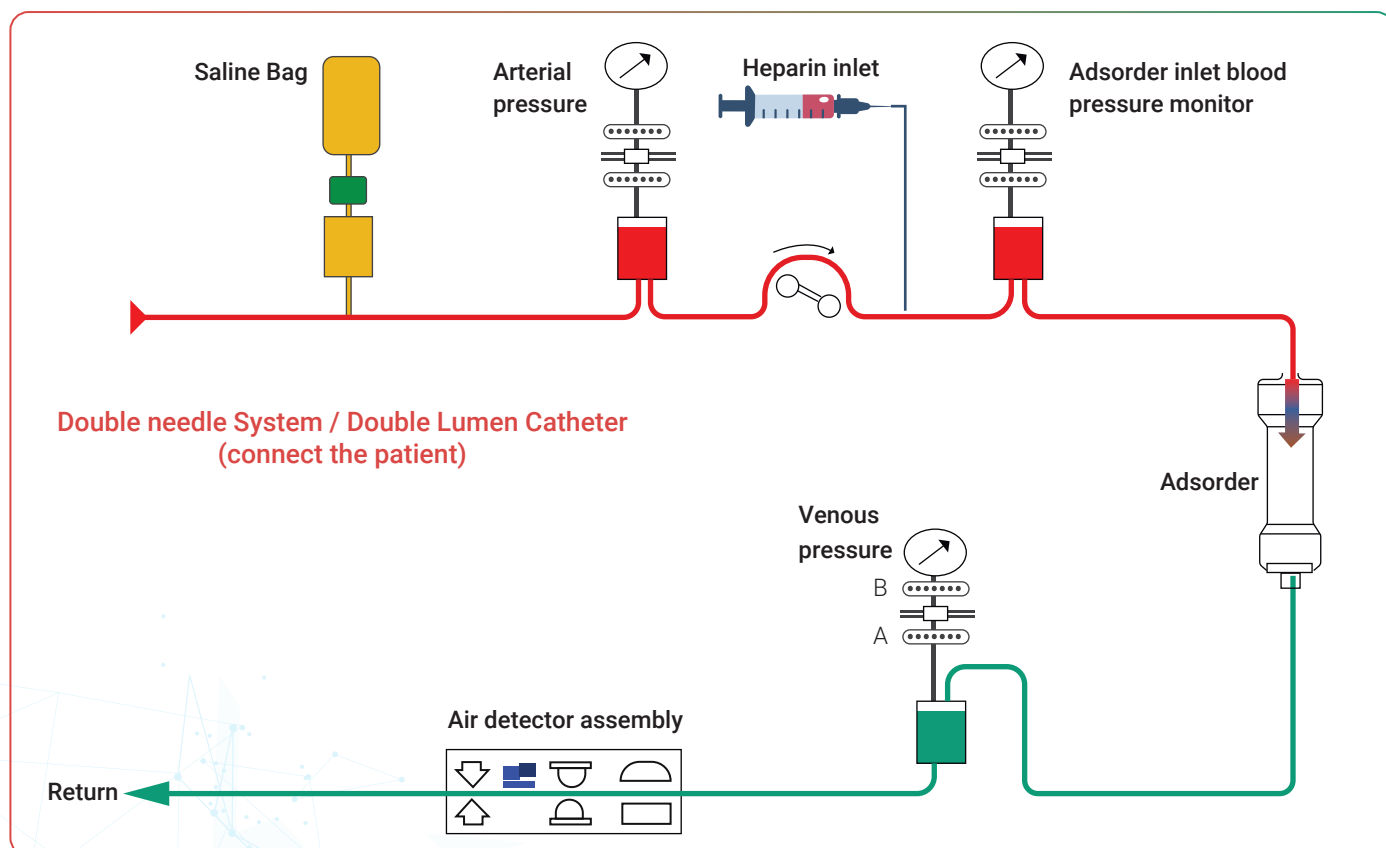 Saline Bag
Arterial
pressure
Heparin inlet
Adsorder inlet blood
pressure monitor
Double needle System / Double Lumen Catheter
(connect the patient)
Adsorder
Venous
pressure
B
A
Air detector assembly
Return